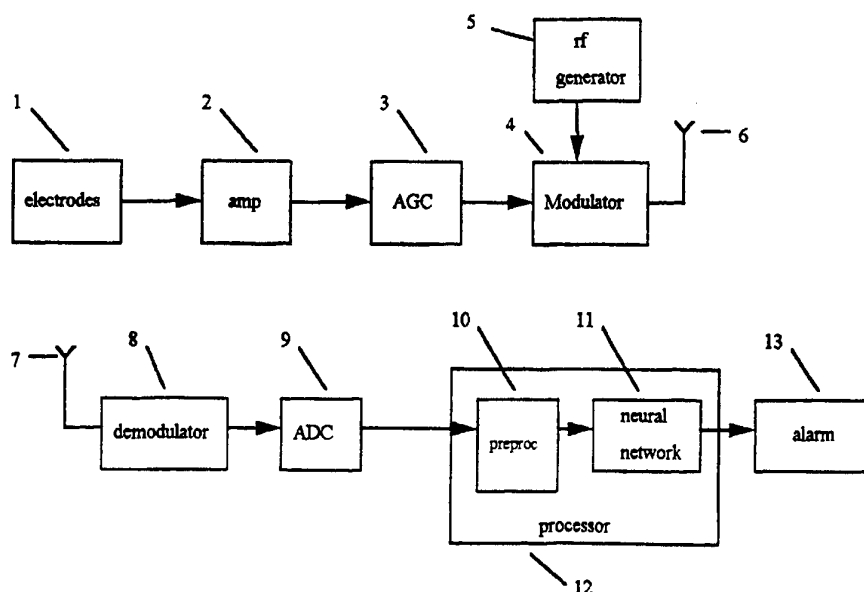 5
rf
generator
1
2
3
4
6
electrodes
amp
AGC
Modulator
7
8
9
10
11
13
demodulator
ADC
preproc
neural
network
alarm
processor
12